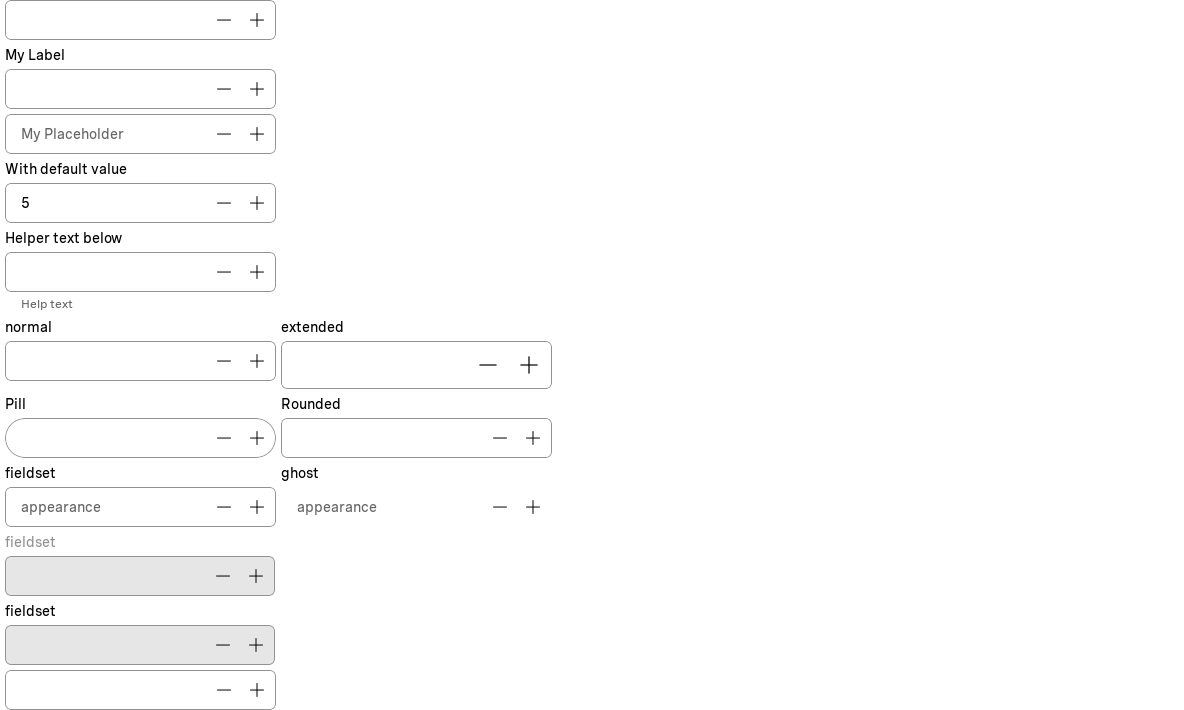 My Label
My Placeholder
With default value
5
Helper text below
Help text
normal extended
Pill Rounded
fieldset ghost
appearance appearance
fieldset
fieldset